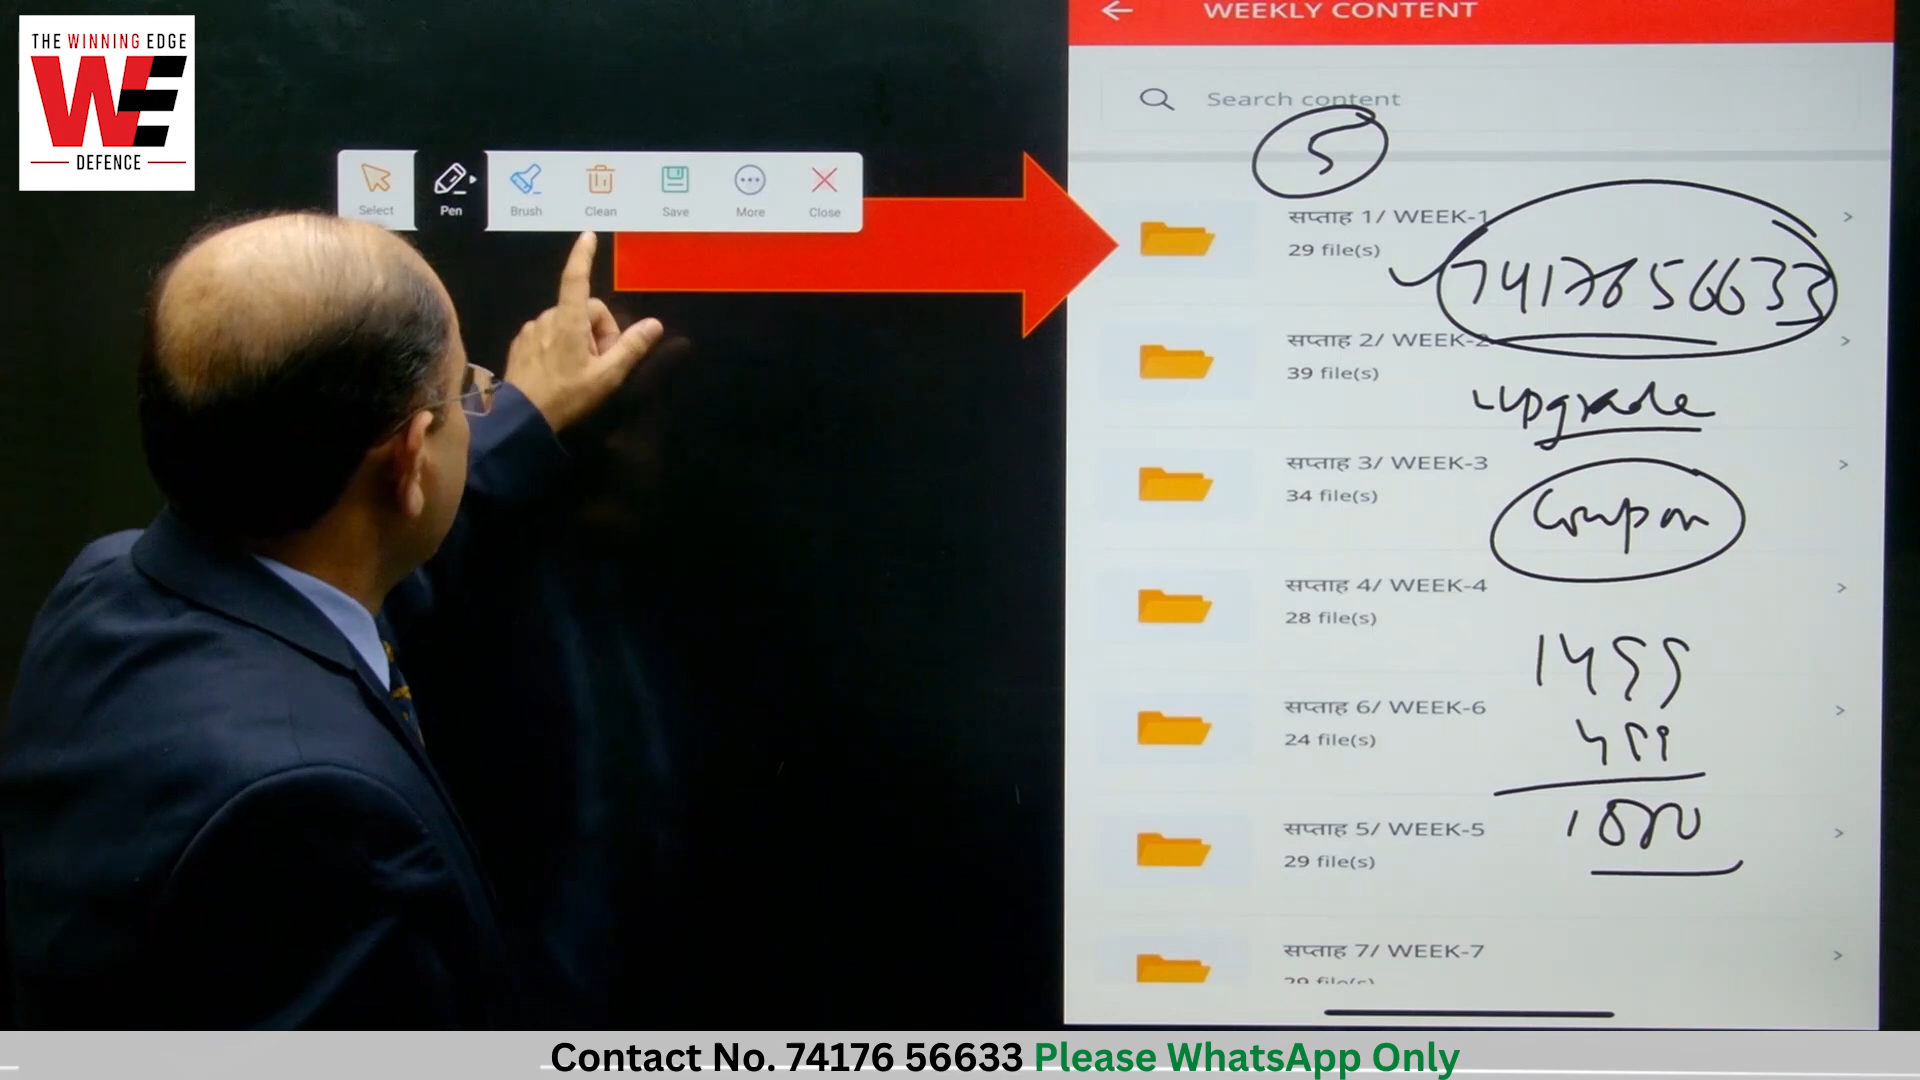 THE WINNING EDGE
WE
DEFENCE
Select
Pen
Brush
Clean
Save
More
Close
WEEKLY CONTENT
Search content
5
सप्ताह 1/ WEEK-1
29 file(s)
7417656633
सप्ताह 2/ WEEK-2
39 file(s)
upgrade
सप्ताह 3/ WEEK-3
34 file(s)
Coupon
सप्ताह 4/ WEEK-4
28 file(s)
1499
सप्ताह 6/ WEEK-6
24 file(s)
499
सप्ताह 5/ WEEK-5
29 file(s)
1000
सप्ताह 7/ WEEK-7
Contact No. 74176 56633 Please WhatsApp Only